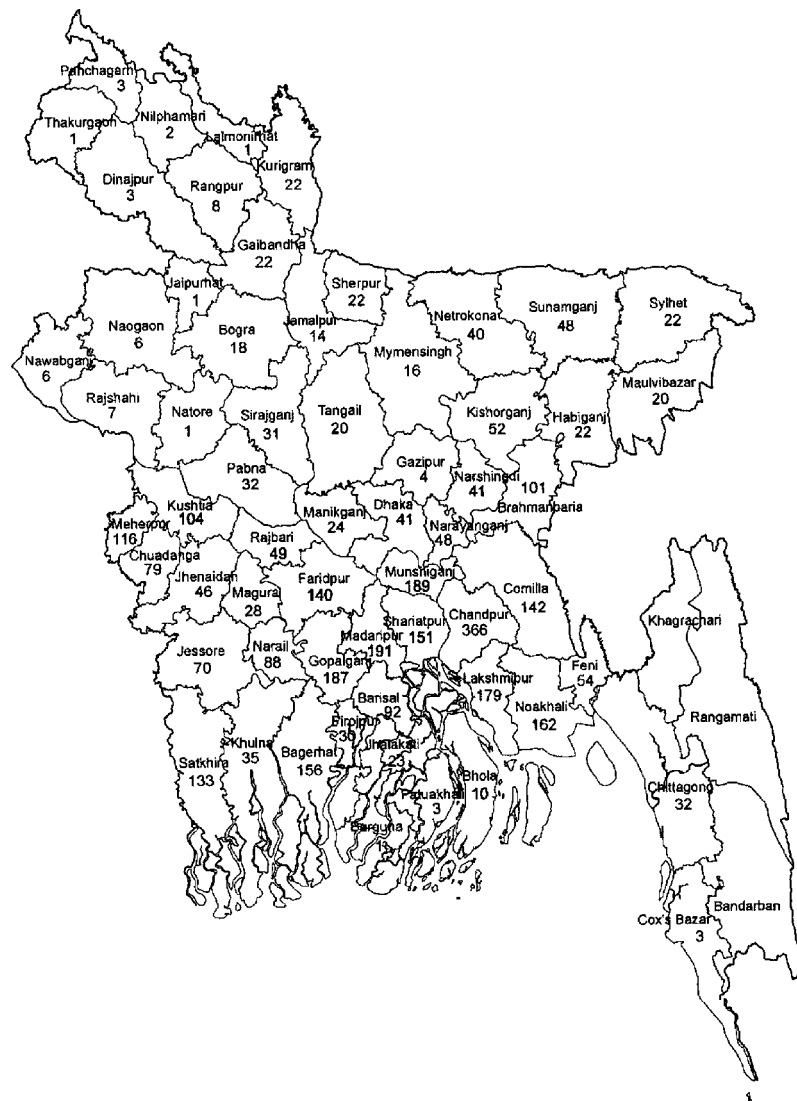 Panchagarh
3
Thakurgaon
1
Nilphamari
2
Lalmonirhat
1
Kurigram
22
Dinajpur
3
Rangpur
8
Gaibandha
22
Jaipurhat
1
Sherpur
22
Naogaon
6
Bogra
18
Jamalpur
14
Netrokona
40
Sunamganj
48
Sylhet
22
Nawabganj
6
Mymensingh
16
Maulvibazar
20
Rajshahi
7
Natore
1
Sirajganj
31
Tangail
20
Kishorganj
52
Habiganj
22
Pabna
32
Gazipur
4
Narshingdi
41
101
Brahmanbaria
Kushtia
104
Manikganj
24
Dhaka
41
Meherpur
116
Narayanganj
48
Rajbari
49
Chuadanga
79
Jhenaidah
46
Magura
28
Faridpur
140
Munshiganj
189
Comilla
142
Chandpur
366
Shariatpur
151
Khagrachari
Jessore
70
Narail
88
Madaripur
191
Gopalganj
187
Feni
54
Lakshmipur
179
Noakhali
162
Rangamati
Barisal
92
Pirojpur
30
Satkhira
133
Khulna
35
Bagerhat
156
Jhalakati
23
Bhola
10
Patuakhali
3
Chittagong
32
Barguna
Bandarban
Cox's Bazar
3